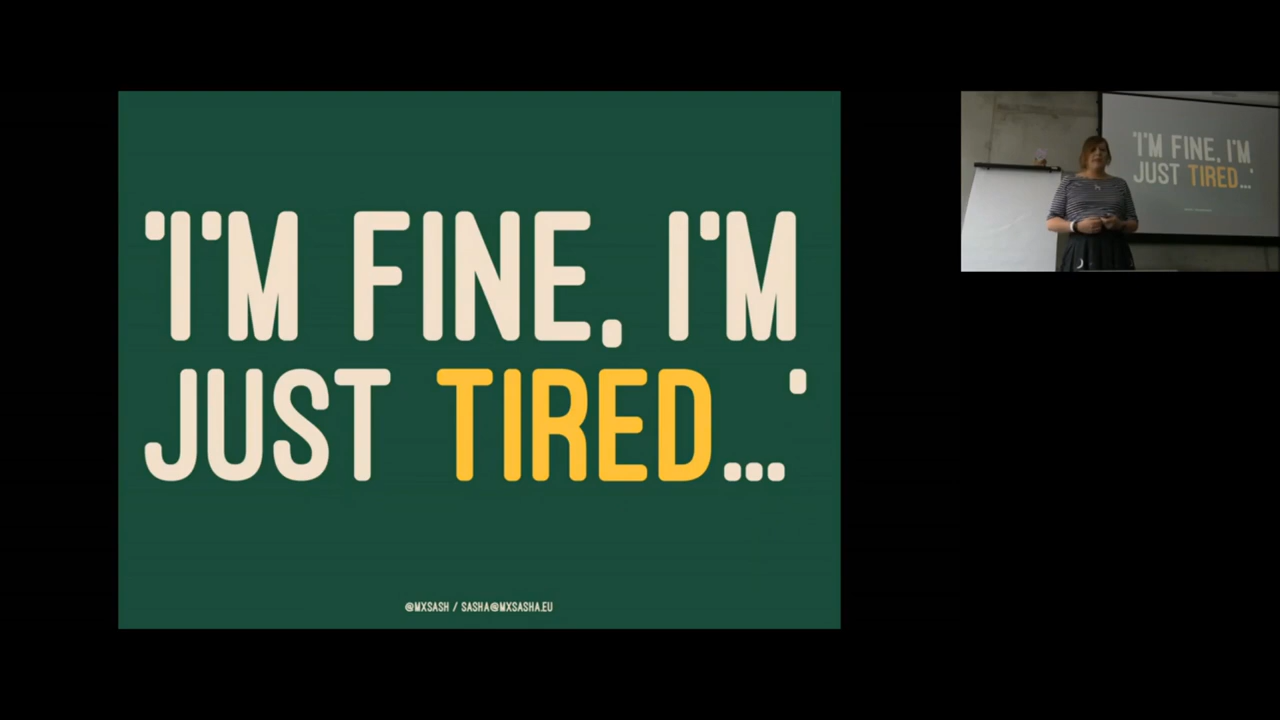 'I'M FINE, I'M
JUST TIRED...'
@MXSASH / SASHA@MXSASHA.EU
'I'M FINE, I'M
JUST TIRED...'